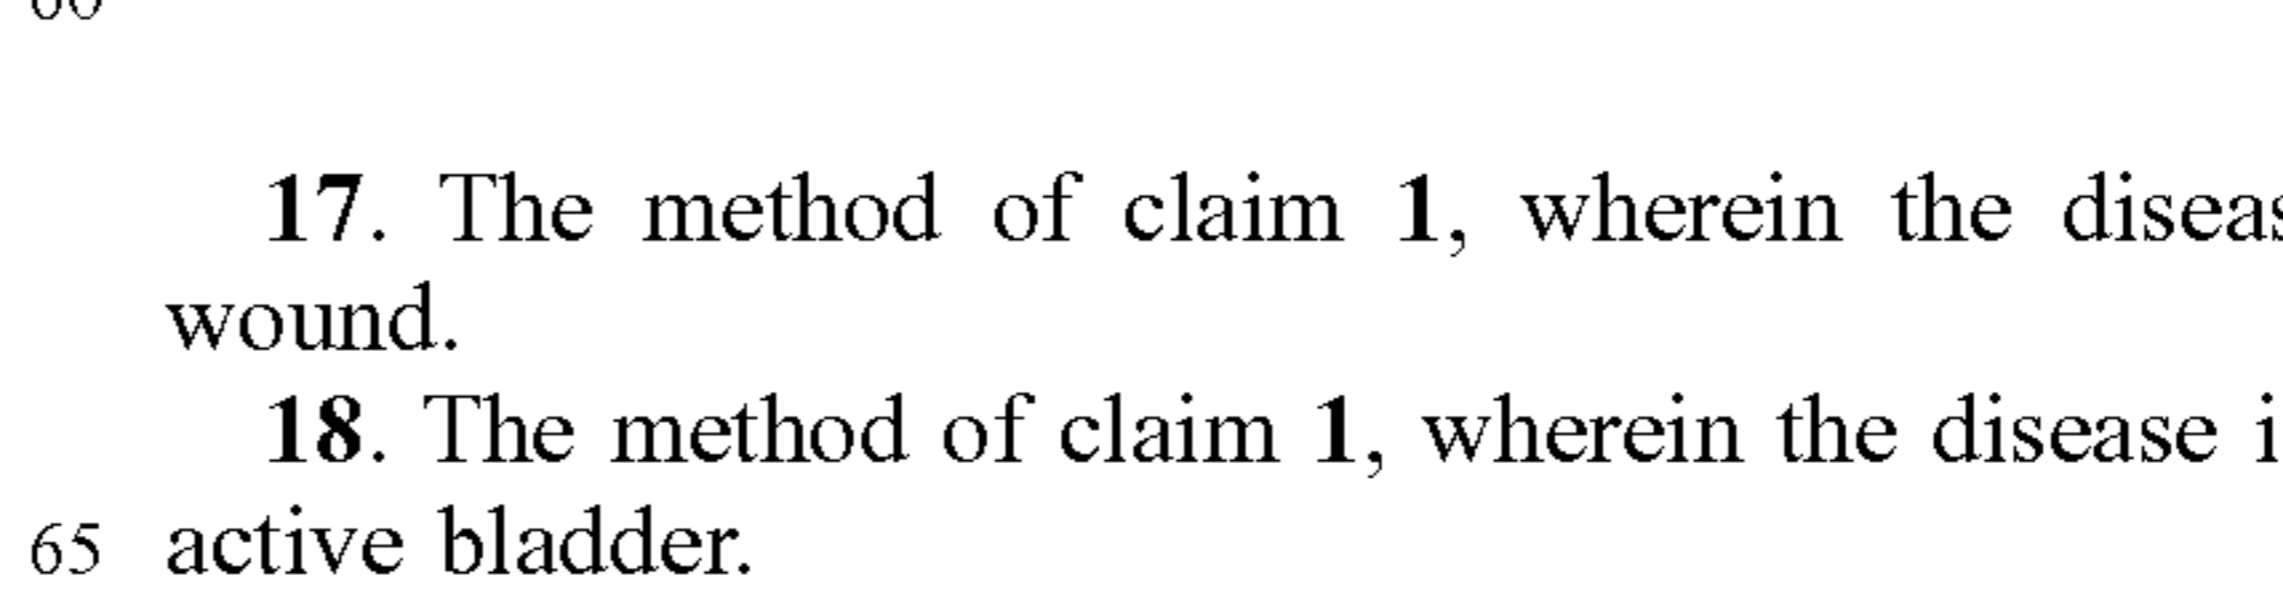 17. The method of claim 1, wherein the
wound.
18. The method of claim 1, wherein the disease
65 active bladder.